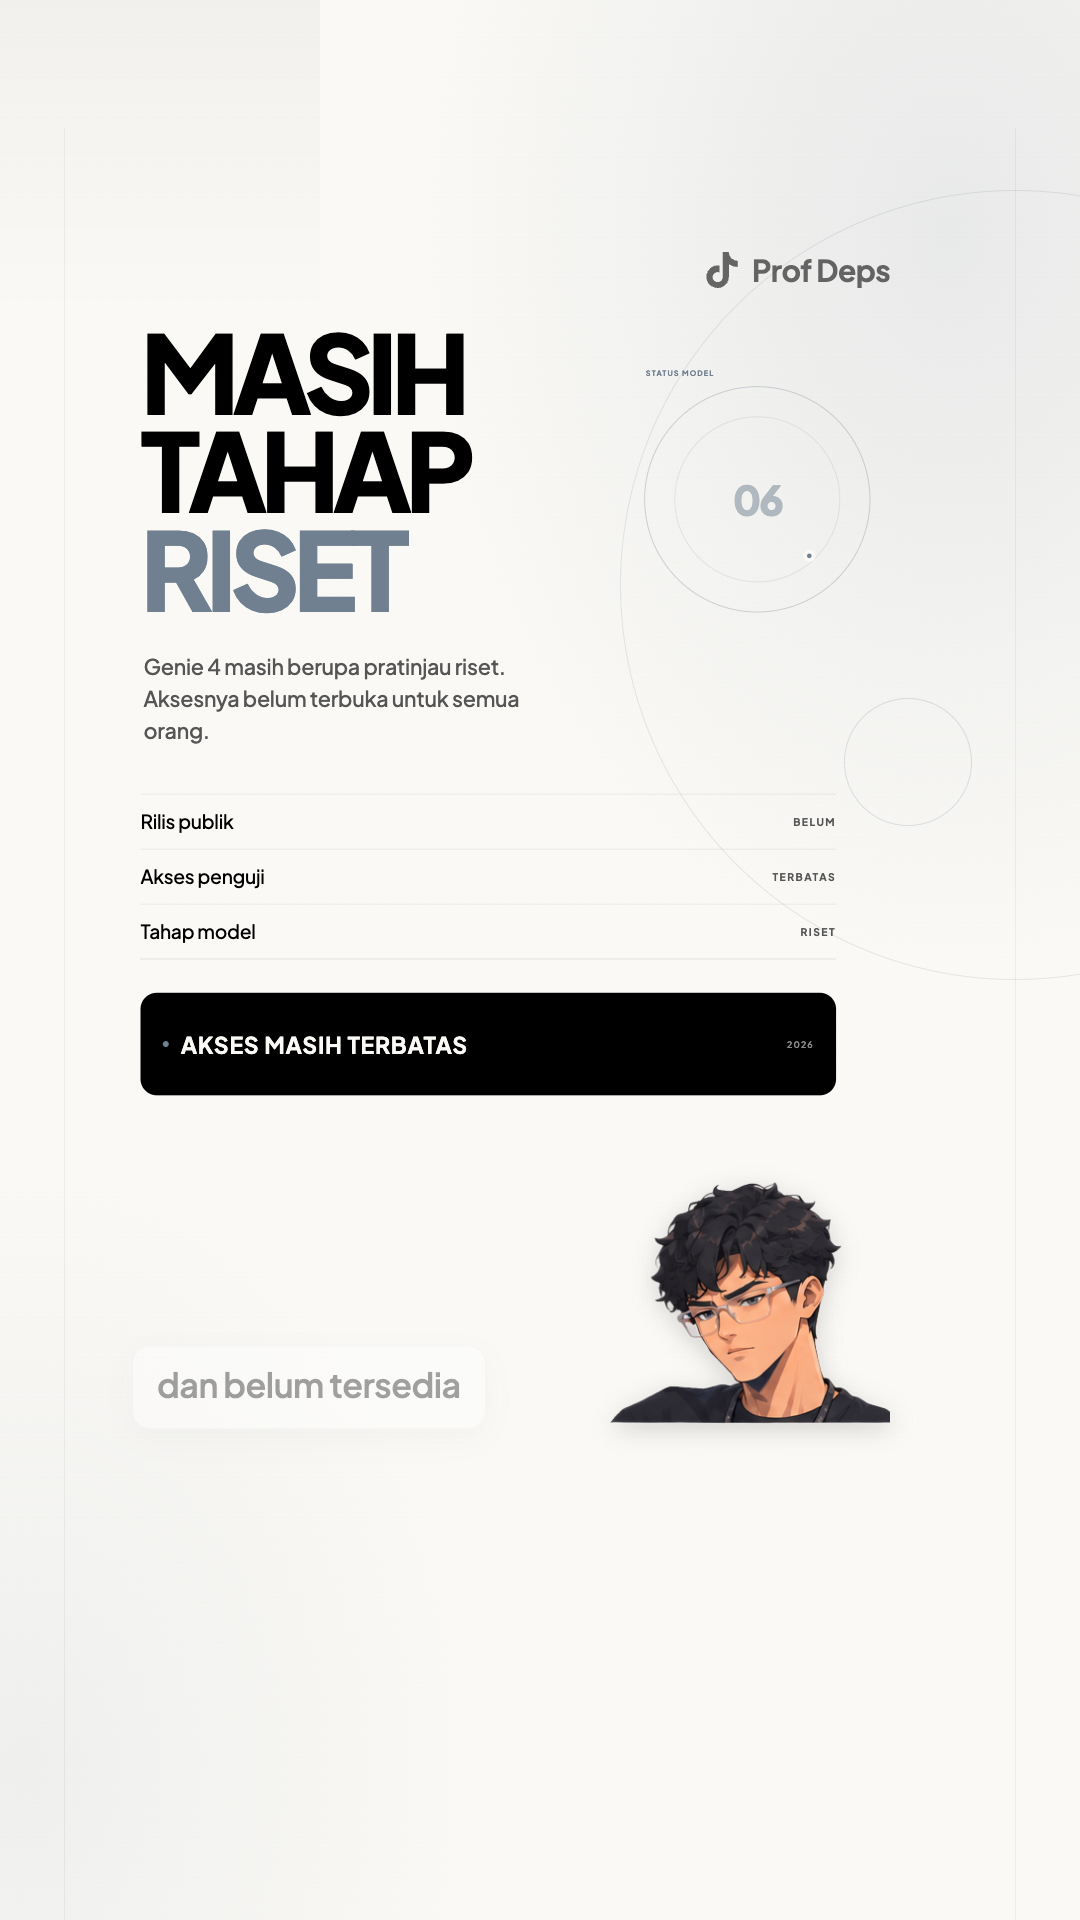 Prof Deps
MASIH
TAHAP
RISET
STATUS MODEL
06
Genie 4 masih berupa pratinjau riset.
Aksesnya belum terbuka untuk semua
orang.
Rilis publik BELUM
Akses penguji TERBATAS
Tahap model RISET
AKSES MASIH TERBATAS 2026
dan belum tersedia